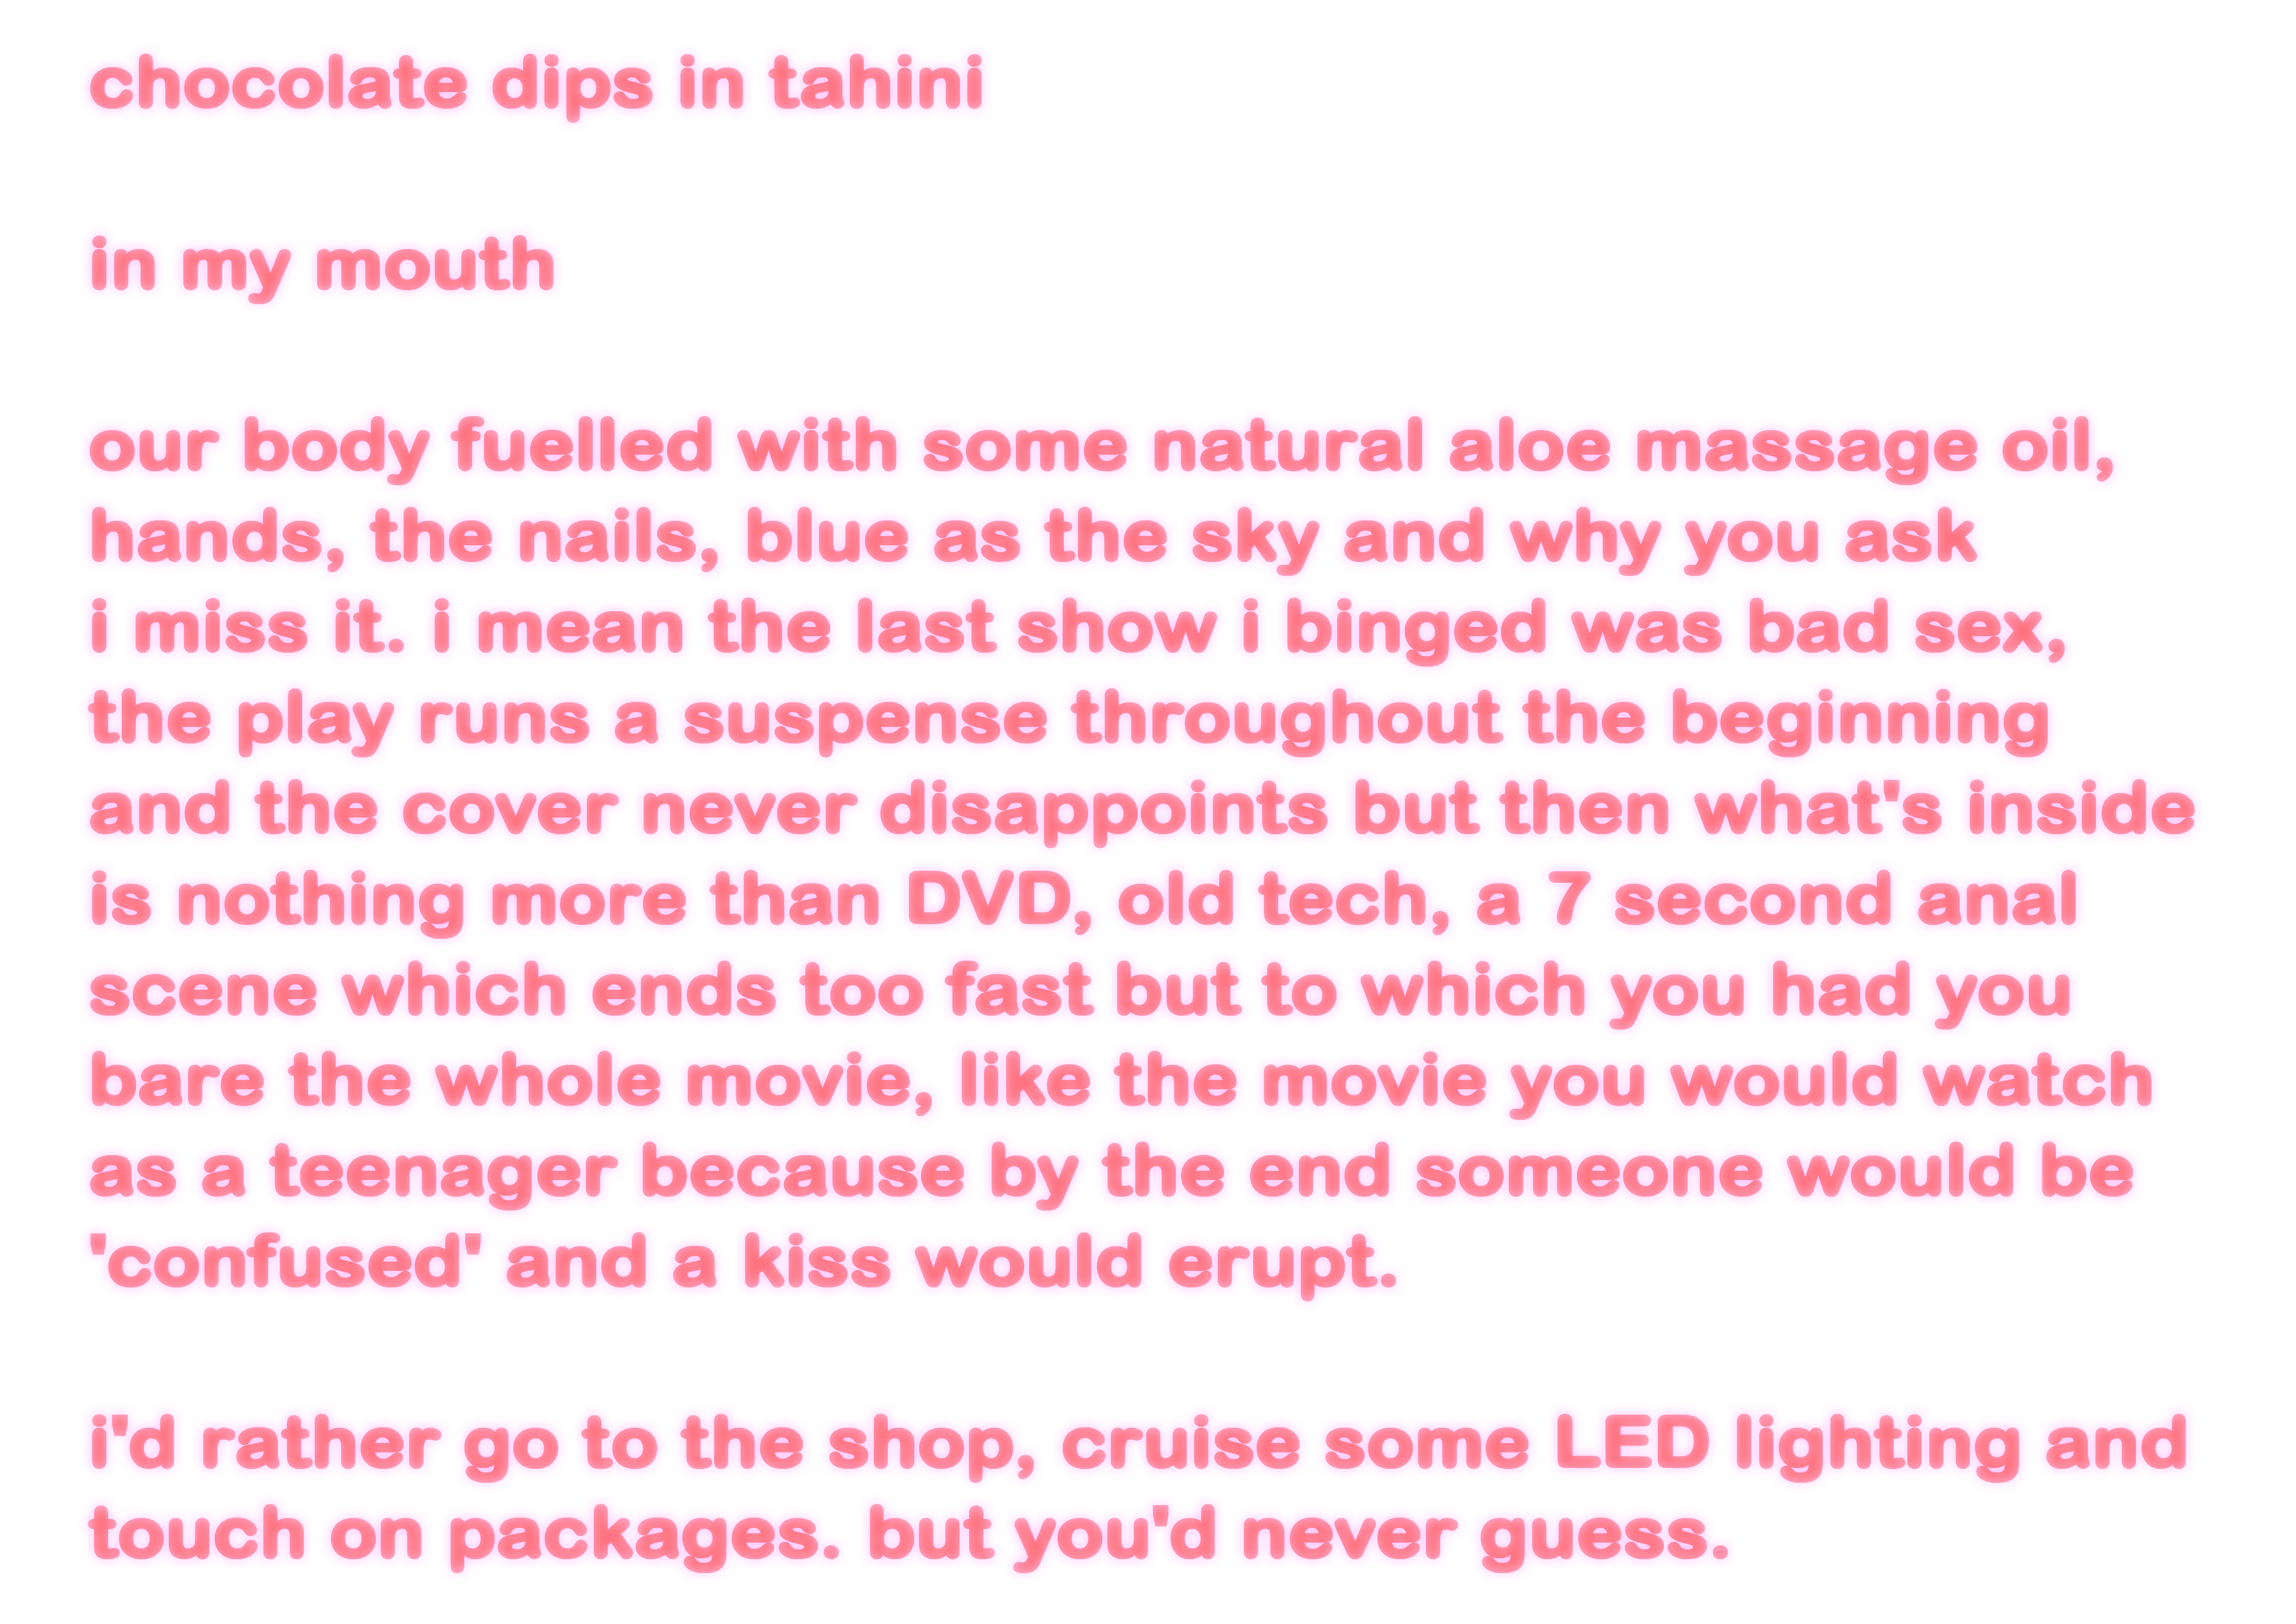 chocolate dips in tahini
in my mouth
our body fuelled with some natural aloe massage oil,
hands, the nails, blue as the sky and why you ask
i miss it. i mean the last show i binged was bad sex,
the play runs a suspense throughout the beginning
and the cover never disappoints but then what's inside
is nothing more than DVD, old tech, a 7 second anal
scene which ends too fast but to which you had you
bare the whole movie, like the movie you would watch
as a teenager because by the end someone would be
'confused' and a kiss would erupt.
i'd rather go to the shop, cruise some LED lighting and
touch on packages. but you'd never guess.